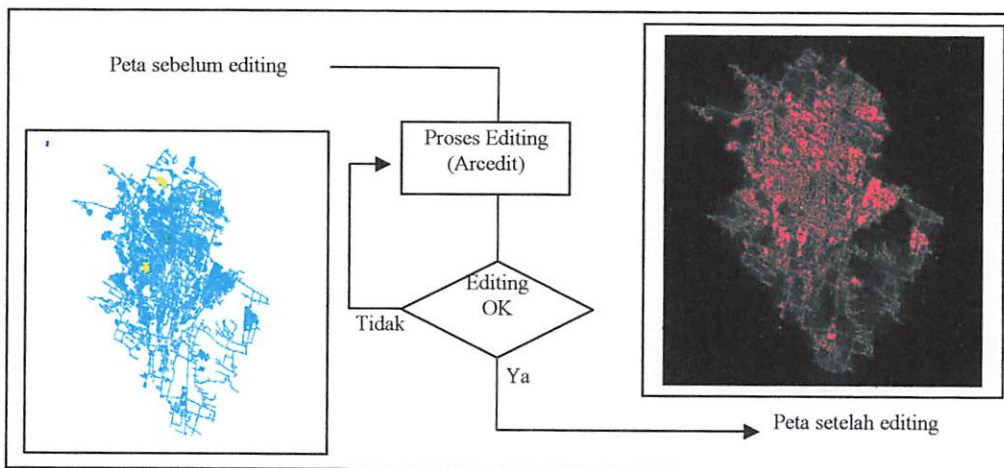 Peta sebelum editing
Proses Editing
(Arcedit)
Editing
OK
Tidak
Ya
Peta setelah editing